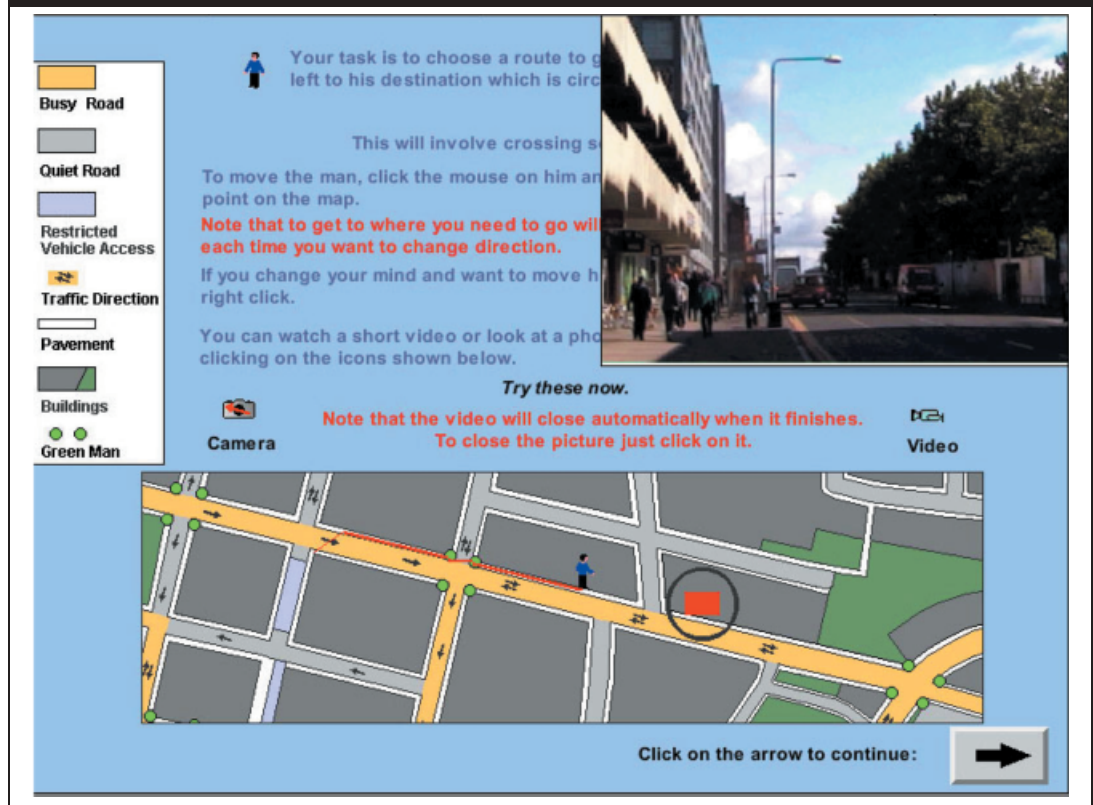 Your task is to choose a route to g
left to his destination which is circ
This will involve crossing s
To move the man, click the mouse on him an
point on the map.
Note that to get to where you need to go will
each time you want to change direction.
If you change your mind and want to move h
right click.
You can watch a short video or look at a pho
clicking on the icons shown below.
Try these now.
Note that the video will close automatically when it finishes.
To close the picture just click on it.
Camera
Video
Busy Road
Quiet Road
Restricted
Vehicle Access
Traffic Direction
Pavement
Buildings
Green Man
Click on the arrow to continue: